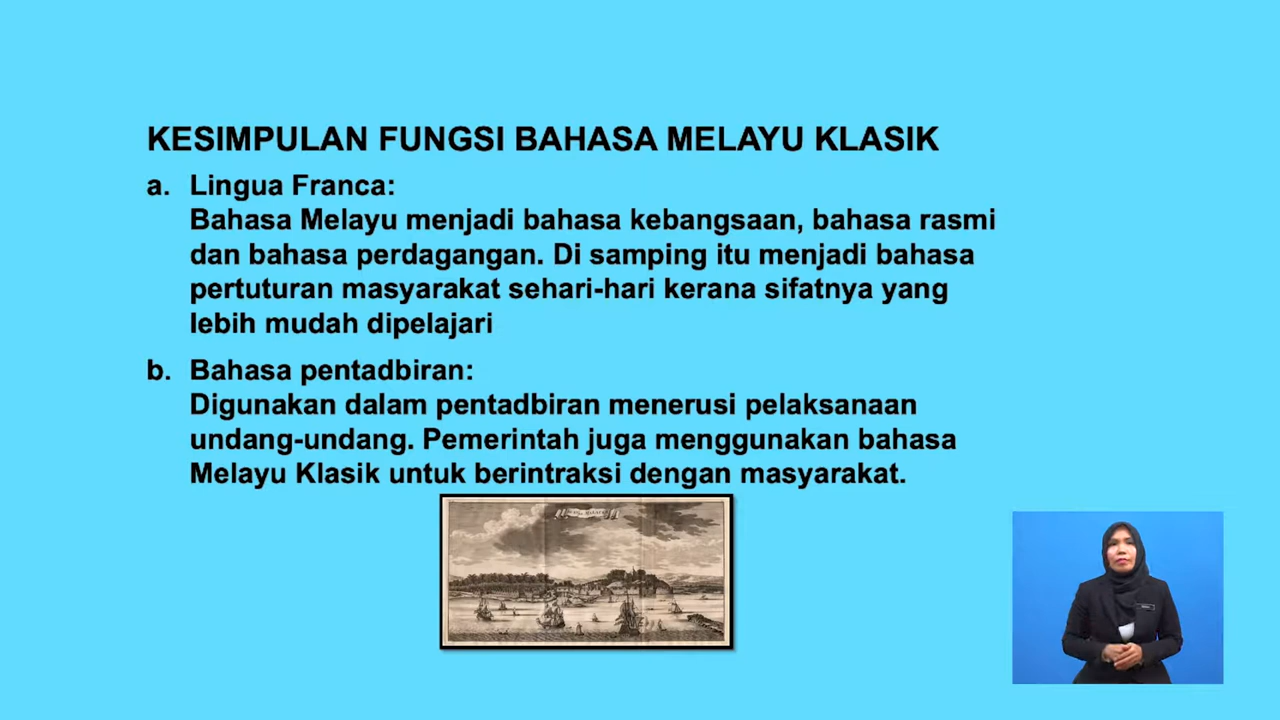 KESIMPULAN FUNGSI BAHASA MELAYU KLASIK
a. Lingua Franca:
Bahasa Melayu menjadi bahasa kebangsaan, bahasa rasmi
dan bahasa perdagangan. Di samping itu menjadi bahasa
pertuturan masyarakat sehari-hari kerana sifatnya yang
lebih mudah dipelajari
b. Bahasa pentadbiran:
Digunakan dalam pentadbiran menerusi pelaksanaan
undang-undang. Pemerintah juga menggunakan bahasa
Melayu Klasik untuk berintraksi dengan masyarakat.